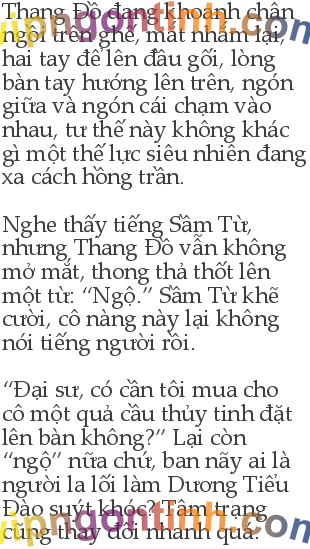 Thang Đồ đang khoanh chân
ngồi trên ghế, mắt nhắm lại,
hai tay để lên đầu gối, lòng
bàn tay hướng lên trên, ngón
giữa và ngón cái chạm vào
nhau, tư thế này không khác
gì một thế lực siêu nhiên đang
xa cách hồng trần.
Nghe thấy tiếng Sầm Từ,
nhưng Thang Đồ vẫn không
mở mắt, thong thả thốt lên
một từ: “Ngộ.” Sầm Từ khẽ
cười, cô nàng này lại không
nói tiếng người rồi.
“Đại sư, có cần tôi mua cho
cô một quả cầu thủy tinh đặt
lên bàn không?” Lại còn
“ngộ” nữa chứ, ban nãy ai là
người la lối làm Dương Tiểu
Đào suýt khóc? Tâm trạng
cũng thay đổi nhanh quá.